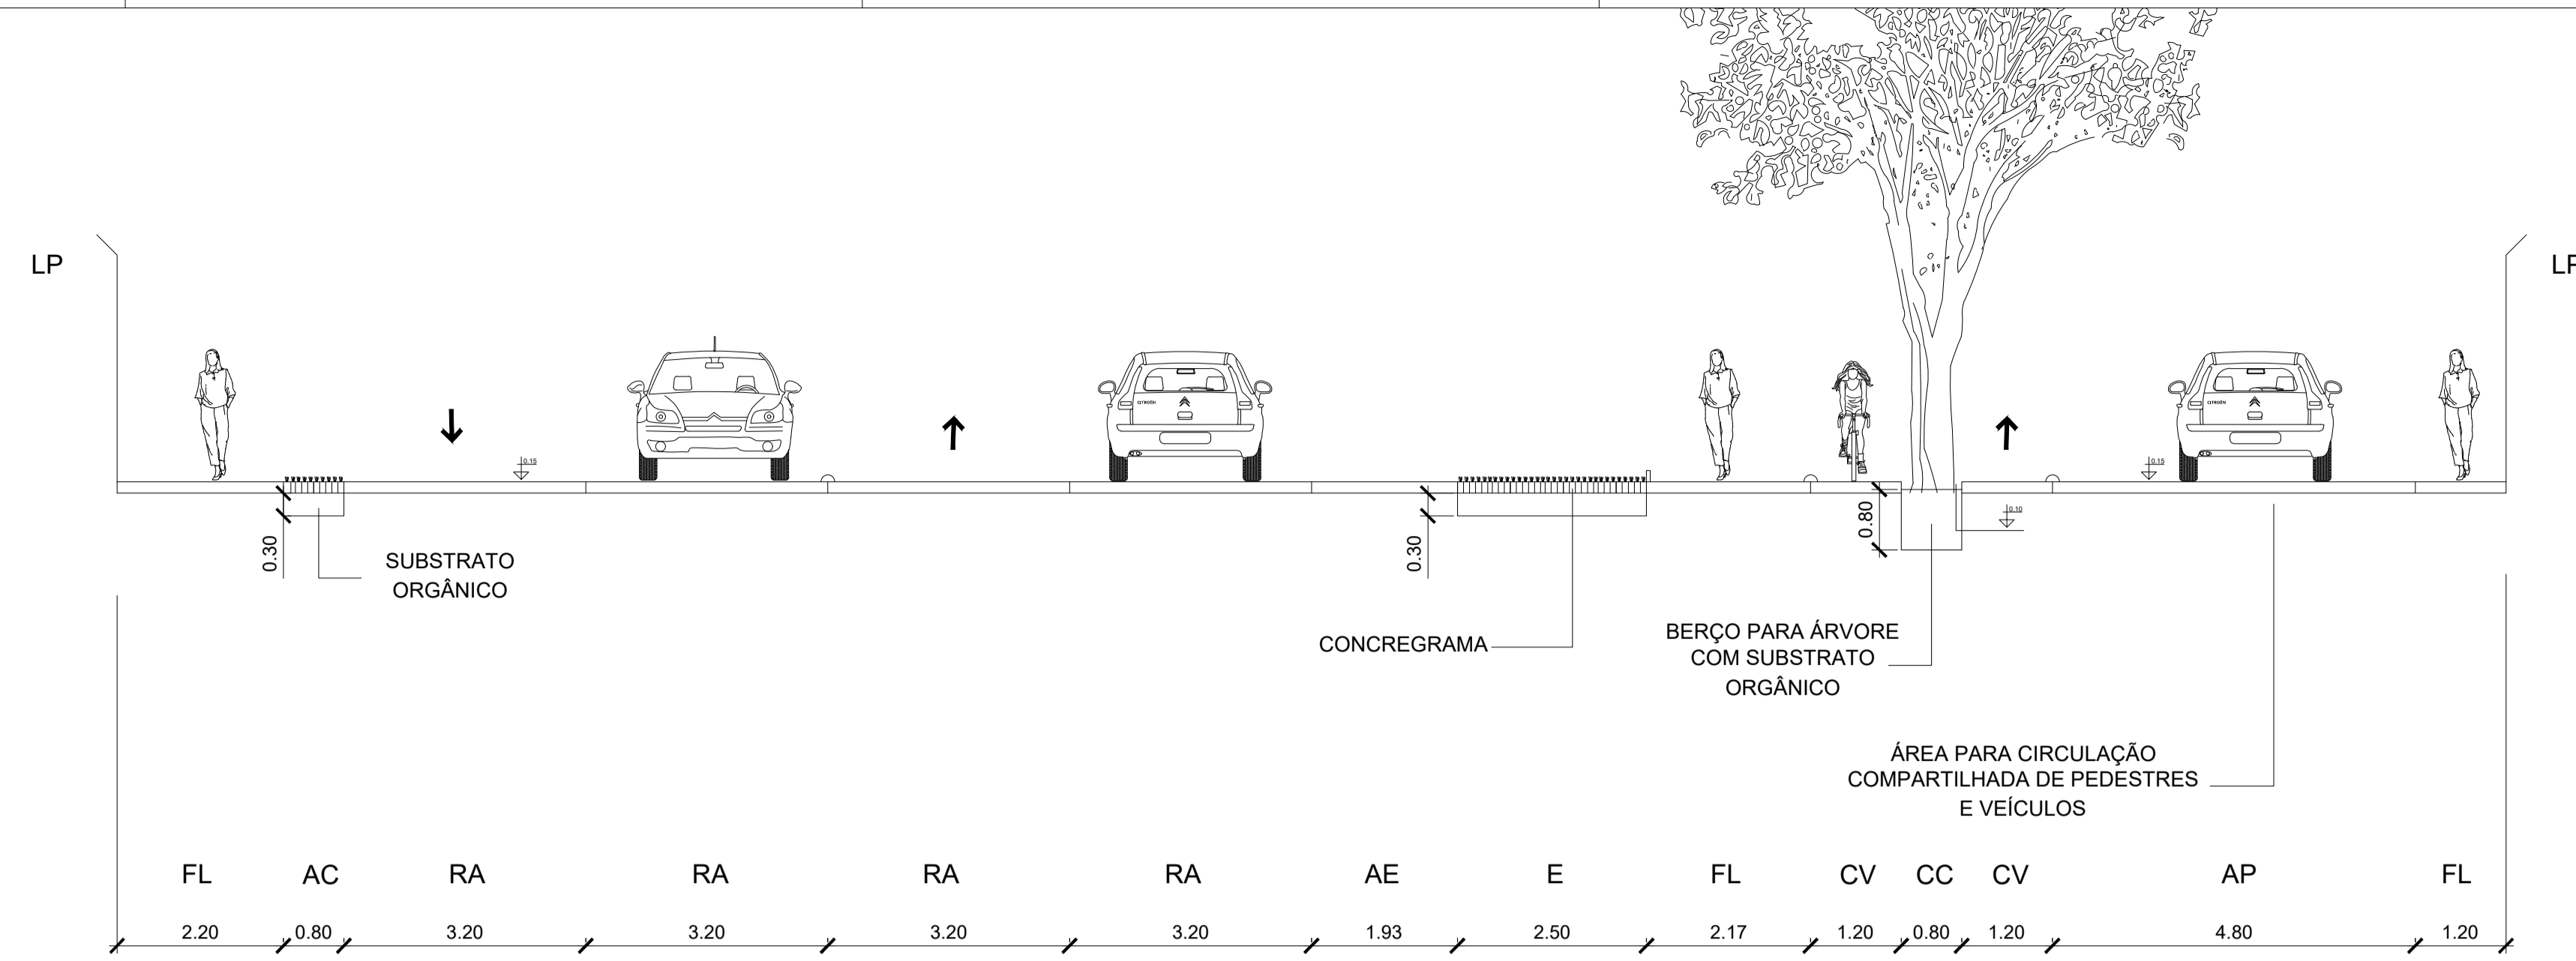 LP
LP
CITROËN
CITROËN
0.15
0.15
0.10
0.30
0.30
0.80
SUBSTRATO
ORGÂNICO
CONCREGRAMA
BERÇO PARA ÁRVORE
COM SUBSTRATO
ORGÂNICO
ÁREA PARA CIRCULAÇÃO
COMPARTILHADA DE PEDESTRES
E VEÍCULOS
FL AC RA RA RA RA AE E FL CV CC CV AP FL
2.20 0.80 3.20 3.20 3.20 3.20 1.93 2.50 2.17 1.20 0.80 1.20 4.80 1.20